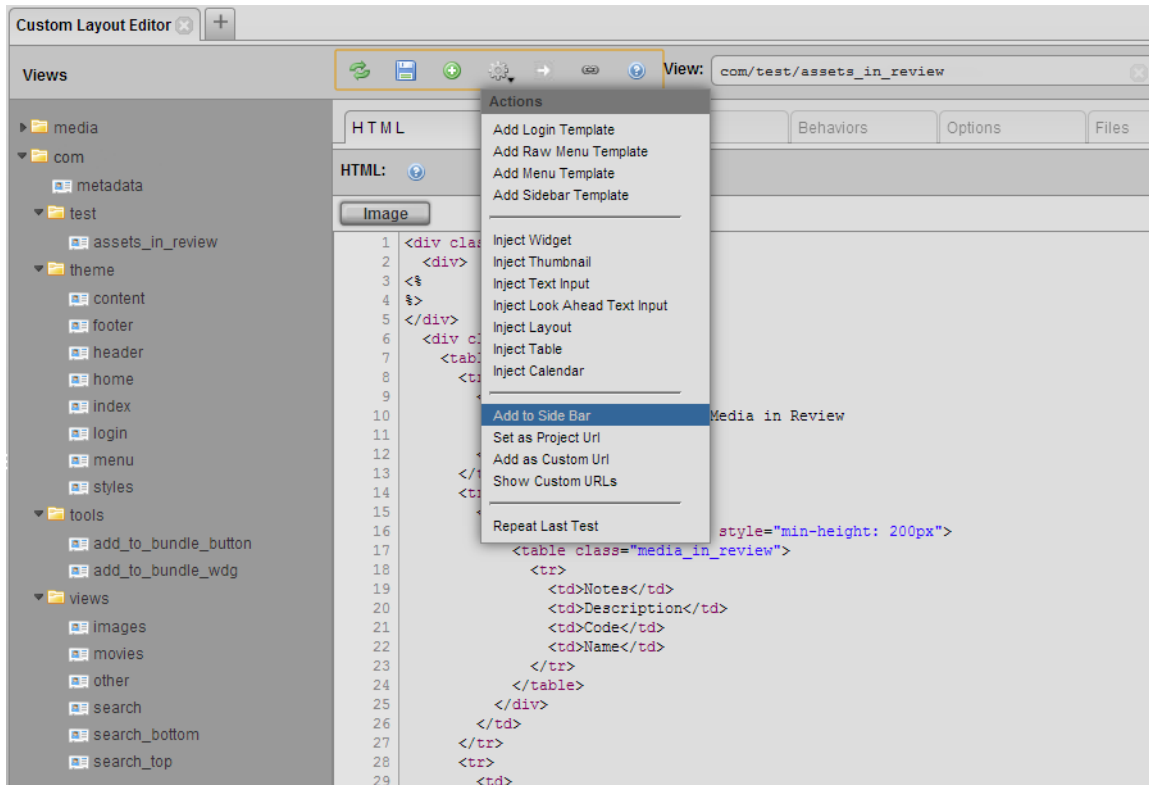 Custom Layout Editor
Views
View: com/test/assets_in_review
media
com
metadata
test
assets_in_review
theme
content
footer
header
home
index
login
menu
styles
tools
add_to_bundle_button
add_to_bundle_wdg
views
images
movies
other
search
search_bottom
search_top
HTML
Behaviors
Options
Files
HTML:
Image
Actions
Add Login Template
Add Raw Menu Template
Add Menu Template
Add Sidebar Template
Inject Widget
Inject Thumbnail
Inject Text Input
Inject Look Ahead Text Input
Inject Layout
Inject Table
Inject Calendar
Add to Side Bar
Set as Project Url
Add as Custom Url
Show Custom URLs
Repeat Last Test
1 <div clas
2 <div>
3 <%
4 %>
5 </div>
6 <div cl
7 <tabl
8 <tr
9 <
10 Media in Review
11
12 <
13 </t
14 <tr
15 <
16 style="min-height: 200px">
17 <table class="media_in_review">
18 <tr>
19 <td>Notes</td>
20 <td>Description</td>
21 <td>Code</td>
22 <td>Name</td>
23 </tr>
24 </table>
25 </div>
26 </td>
27 </tr>
28 <tr>
29 <td>